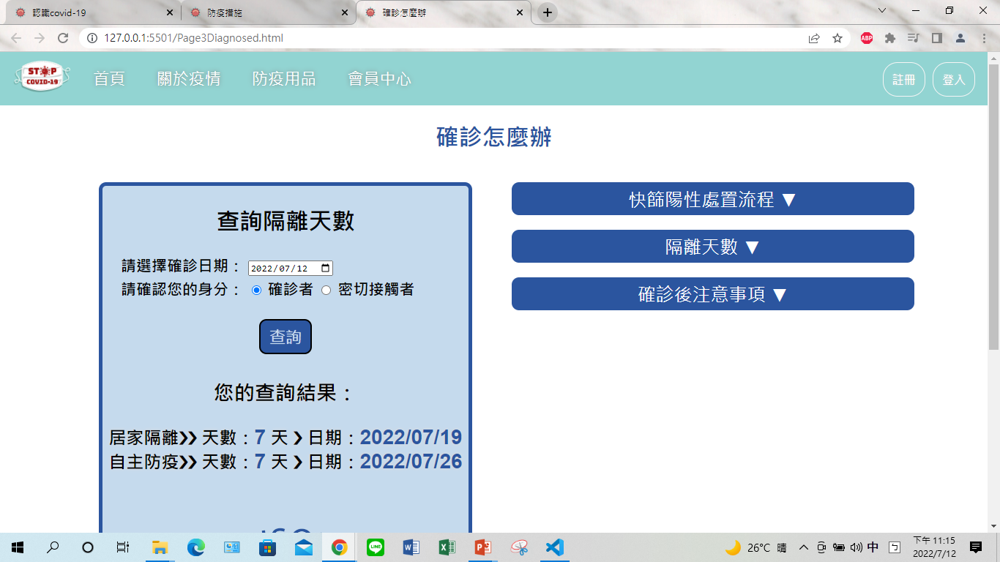 認識covid-19
防疫措施
確診怎麼辦
127.0.0.1:5501/Page3Diagnosed.html
ABP
STOP
COVID-19
首頁
關於疫情
防疫用品
會員中心
註冊
登入
確診怎麼辦
查詢隔離天數
請選擇確診日期：
2022/07/12
請確認您的身分： 確診者 密切接觸者
查詢
您的查詢結果：
居家隔離❯❯ 天數：7 天 ❯ 日期：2022/07/19
自主防疫❯❯ 天數：7 天 ❯ 日期：2022/07/26
快篩陽性處置流程 ▼
隔離天數 ▼
確診後注意事項 ▼
26°C 晴
中
ㄅ
下午 11:15
2022/7/12